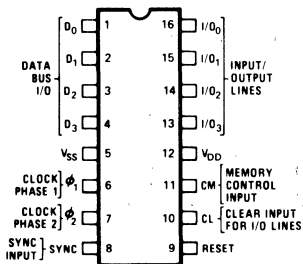 D0 1 16 I/O0
DATA BUS I/O
D1 2 15 I/O1
INPUT/ OUTPUT LINES
D2 3 14 I/O2
D3 4 13 I/O3
VSS 5 12 VDD
CLOCK PHASE 1 ϕ1 6 11 CM
MEMORY CONTROL INPUT
CLOCK PHASE 2 ϕ2 7 10 CL
CLEAR INPUT FOR I/O LINES
SYNC INPUT SYNC 8 9 RESET